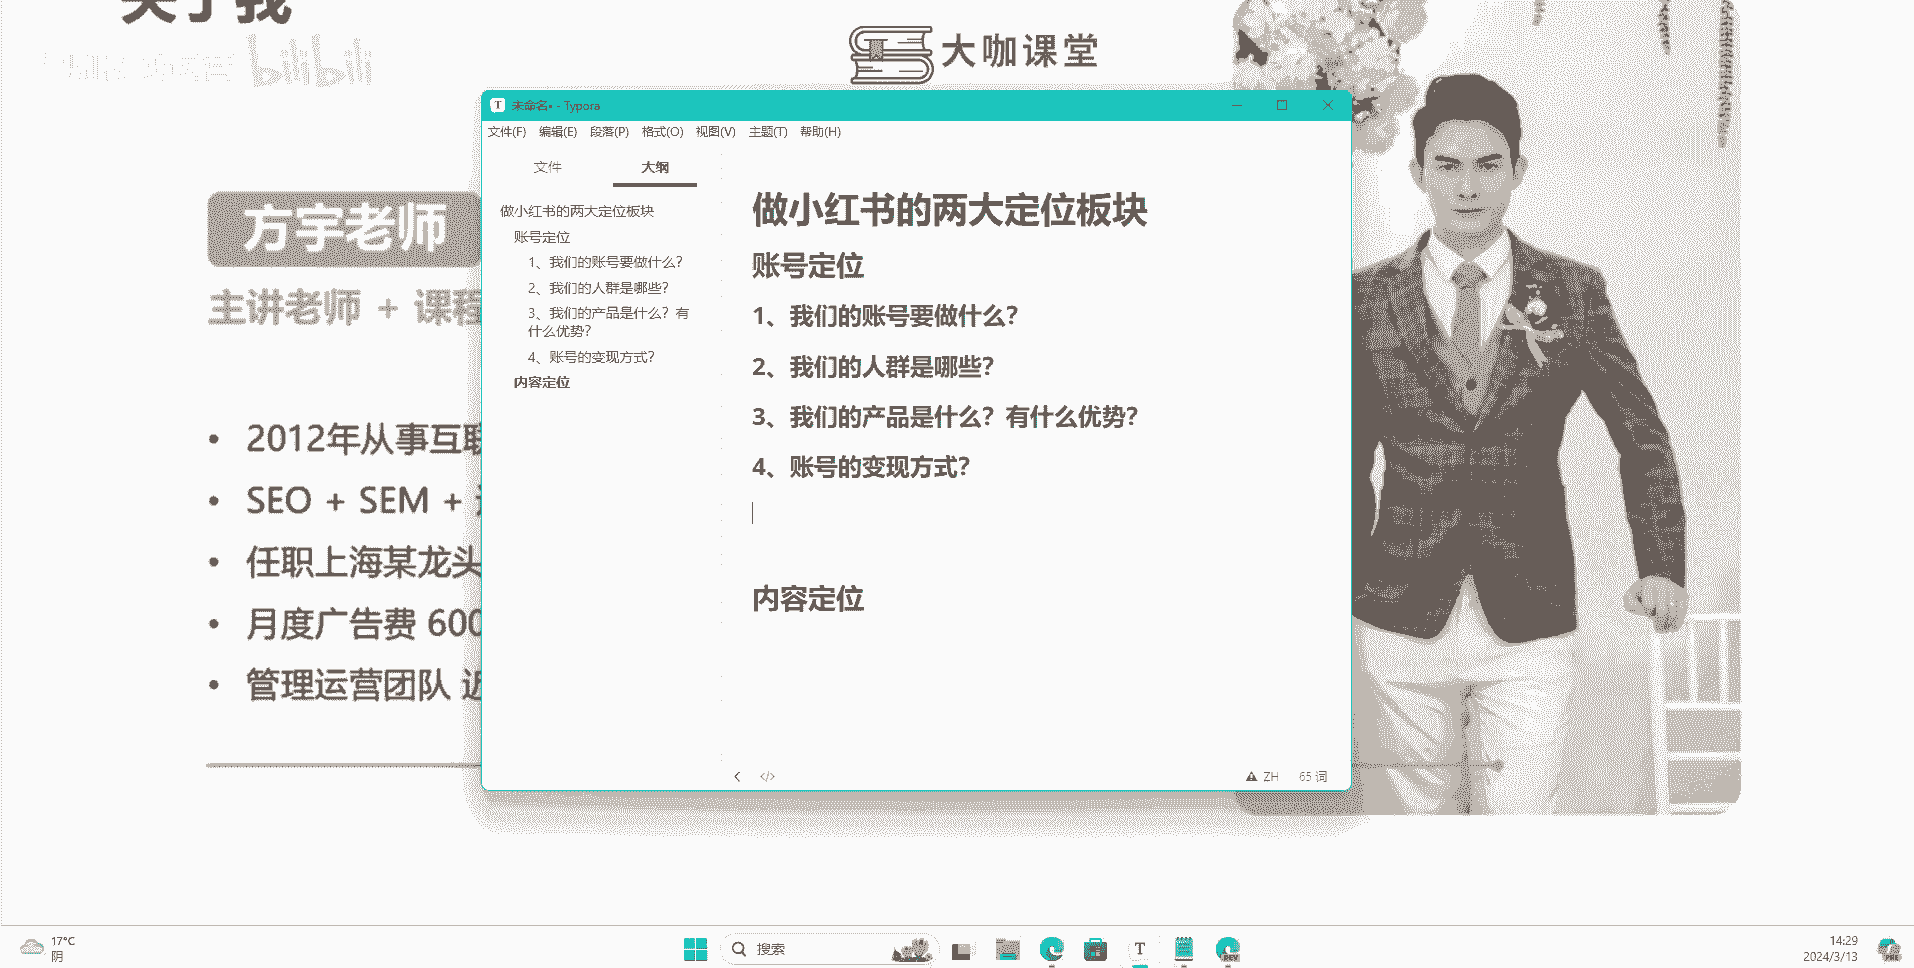 关于我
bilibili
大咖课堂
方宇老师
主讲老师 + 课程
• 2012年从事互联
• SEO + SEM +
• 任职上海某龙头
• 月度广告费 600
• 管理运营团队 近
未命名• - Typora
文件(F) 编辑(E) 段落(P) 格式(O) 视图(V) 主题(T) 帮助(H)
文件 大纲
做小红书的两大定位板块
账号定位
1、我们的账号要做什么？
2、我们的人群是哪些？
3、我们的产品是什么？有
什么优势？
4、账号的变现方式？
内容定位
做小红书的两大定位板块
账号定位
1、我们的账号要做什么？
2、我们的人群是哪些？
3、我们的产品是什么？有什么优势？
4、账号的变现方式？
内容定位
</> ZH 65 词
17°C
阴
搜索
T
DEV
14:29
2024/3/13
PRE